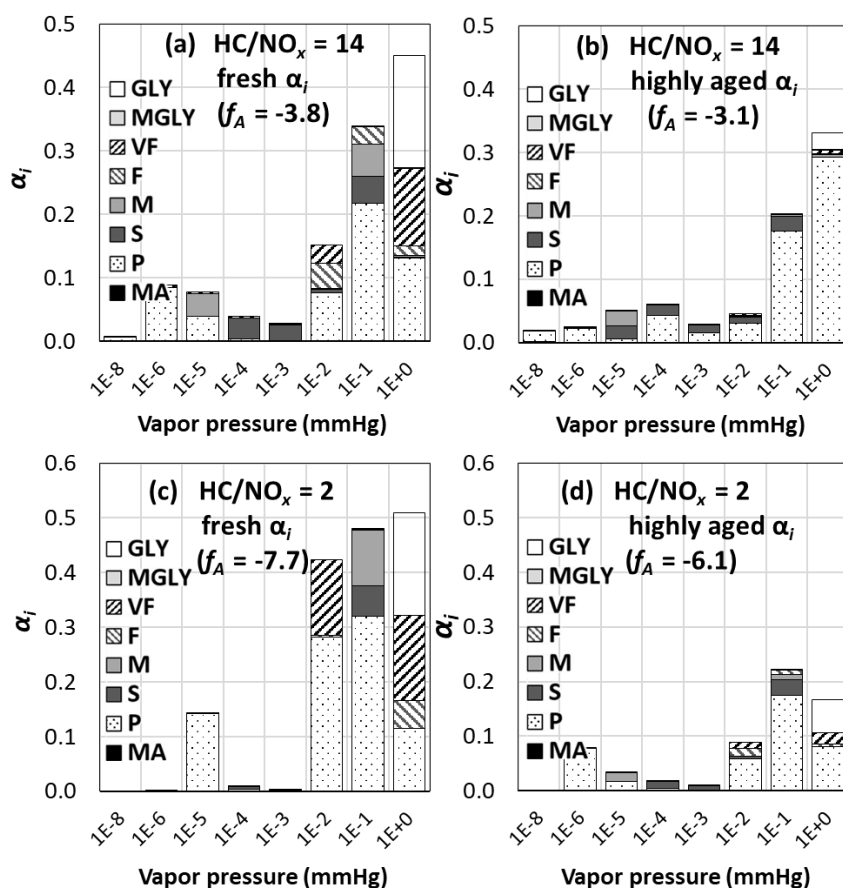 (a) HC/NOx = 14
fresh αi
(fA = -3.8)
αi
0.5
0.4
0.3
0.2
0.1
0.0
GLY
MGLY
VF
F
M
S
P
MA
1E-8
1E-6
1E-5
1E-4
1E-3
1E-2
1E-1
1E+0
Vapor pressure (mmHg)
(b) HC/NOx = 14
highly aged αi
(fA = -3.1)
0.5
0.4
0.3
0.2
0.1
0.0
GLY
MGLY
VF
F
M
S
P
MA
1E-8
1E-6
1E-5
1E-4
1E-3
1E-2
1E-1
1E+0
Vapor pressure (mmHg)
(c) HC/NOx = 2
fresh αi
(fA = -7.7)
αi
0.6
0.5
0.4
0.3
0.2
0.1
0.0
GLY
MGLY
VF
F
M
S
P
MA
1E-8
1E-6
1E-5
1E-4
1E-3
1E-2
1E-1
1E+0
Vapor pressure (mmHg)
(d) HC/NOx = 2
highly aged αi
(fA = -6.1)
αi
0.6
0.5
0.4
0.3
0.2
0.1
0.0
GLY
MGLY
VF
F
M
S
P
MA
1E-8
1E-6
1E-5
1E-4
1E-3
1E-2
1E-1
1E+0
Vapor pressure (mmHg)